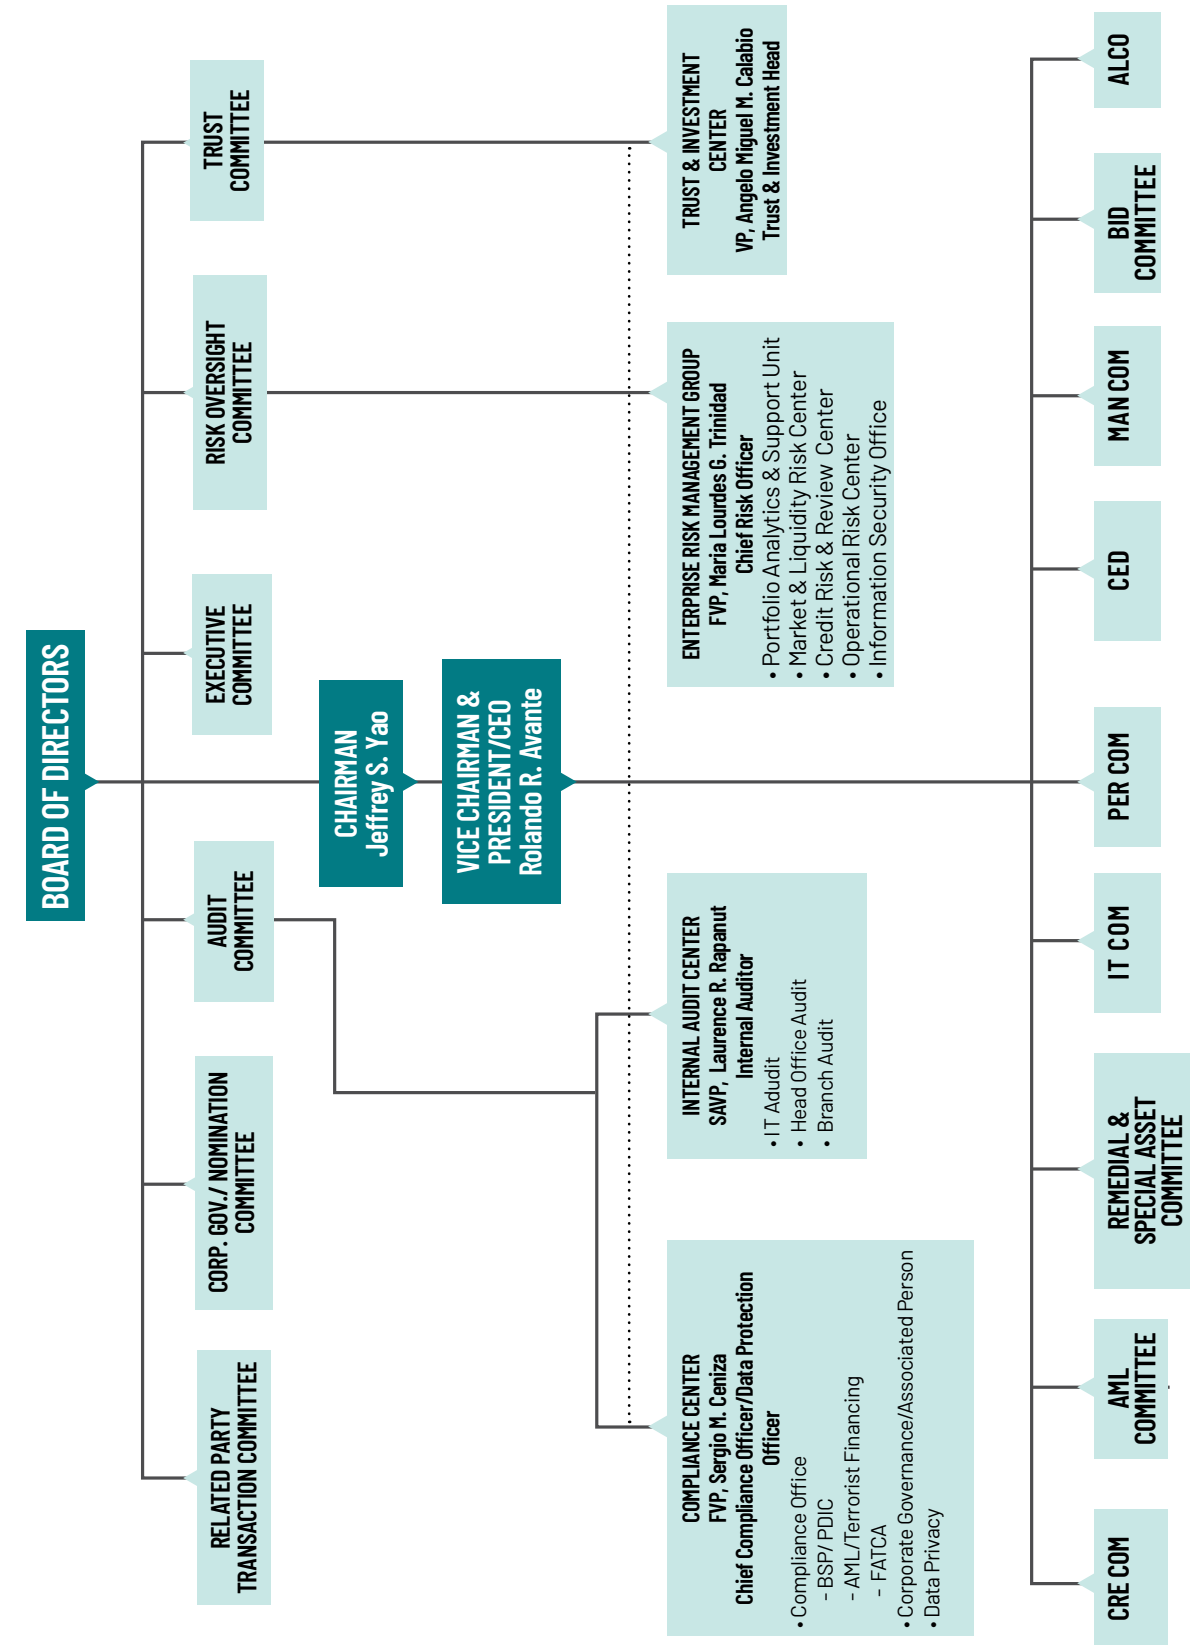 BOARD OF DIRECTORS
RELATED PARTY
TRANSACTION COMMITTEE
CORP. GOV./ NOMINATION
COMMITTEE
AUDIT
COMMITTEE
EXECUTIVE
COMMITTEE
RISK OVERSIGHT
COMMITTEE
TRUST
COMMITTEE
CHAIRMAN
Jeffrey S. Yao
VICE CHAIRMAN &
PRESIDENT/CEO
Rolando R. Avante
COMPLIANCE CENTER
FVP, Sergio M. Ceniza
Chief Compliance Officer/Data Protection
Officer
• Compliance Office
- BSP/ PDIC
- AML/Terrorist Financing
- FATCA
• Corporate Governance/Associated Person
• Data Privacy
INTERNAL AUDIT CENTER
SAVP, Laurence R. Rapanut
Internal Auditor
• IT Adudit
• Head Office Audit
• Branch Audit
ENTERPRISE RISK MANAGEMENT GROUP
FVP, Maria Lourdes G. Trinidad
Chief Risk Officer
• Portfolio Analytics & Support Unit
• Market & Liquidity Risk Center
• Credit Risk & Review Center
• Operational Risk Center
• Information Security Office
TRUST & INVESTMENT
CENTER
VP, Angelo Miguel M. Calabio
Trust & Investment Head
CRE COM
AML
COMMITTEE
REMEDIAL &
SPECIAL ASSET
COMMITTEE
IT COM
PER COM
CED
MAN COM
BID
COMMITTEE
ALCO